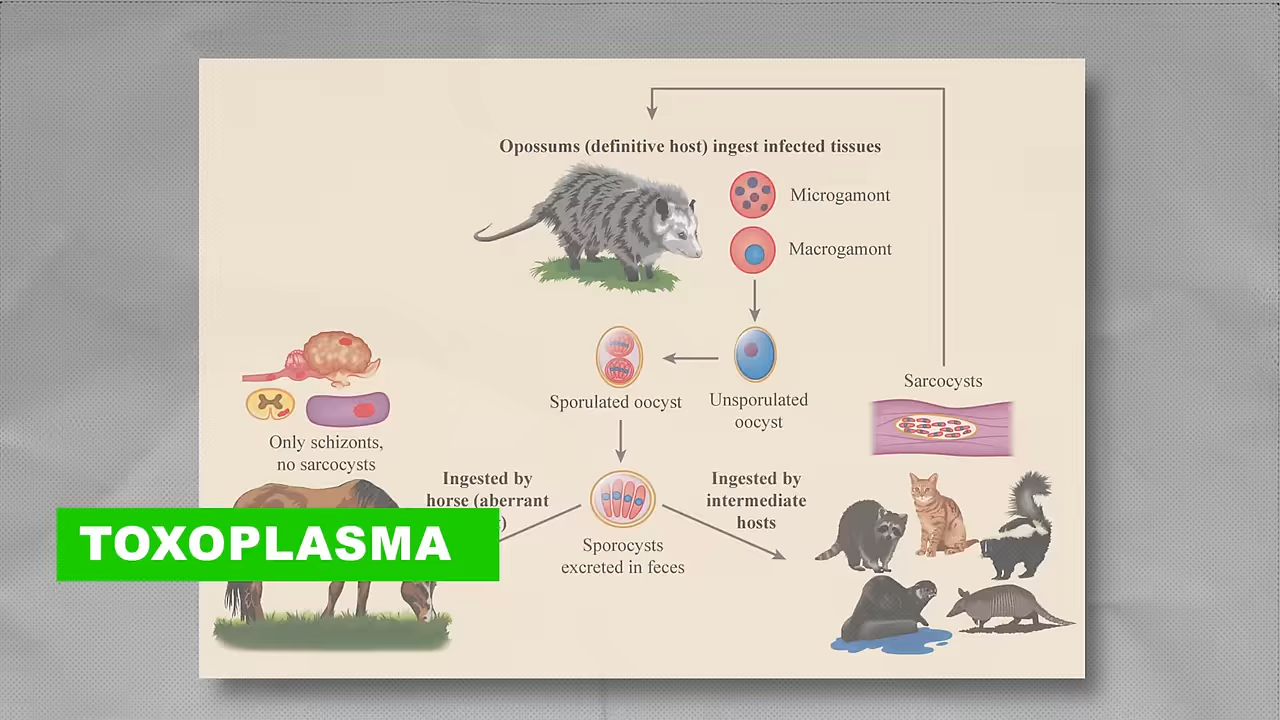 Opossums (definitive host) ingest infected tissues
Microgamont
Macrogamont
Sporulated oocyst
Unsporulated
oocyst
Sarcocysts
Only schizonts,
no sarcocysts
Ingested by
horse (aberrant
)
Ingested by
intermediate
hosts
TOXOPLASMA
Sporocysts
excreted in feces